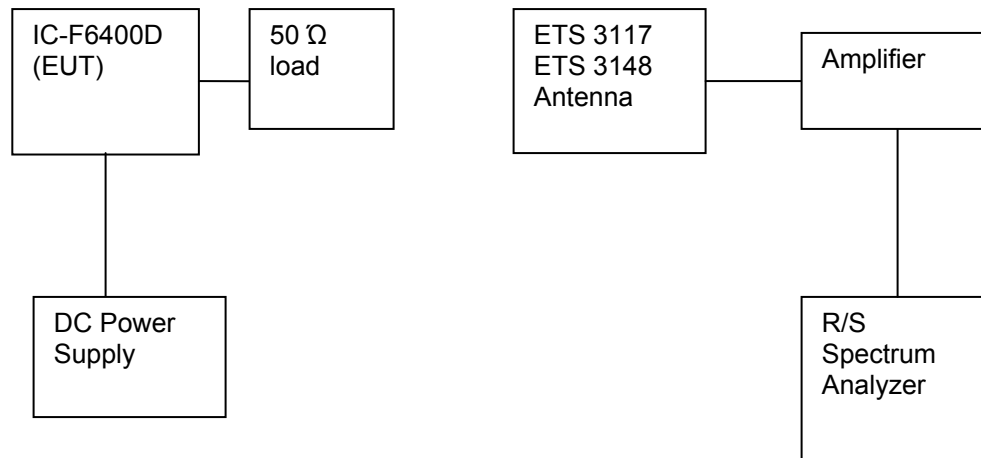 IC-F6400D
(EUT)
50 Ώ
load
ETS 3117
ETS 3148
Antenna
Amplifier
DC Power
Supply
R/S
Spectrum
Analyzer